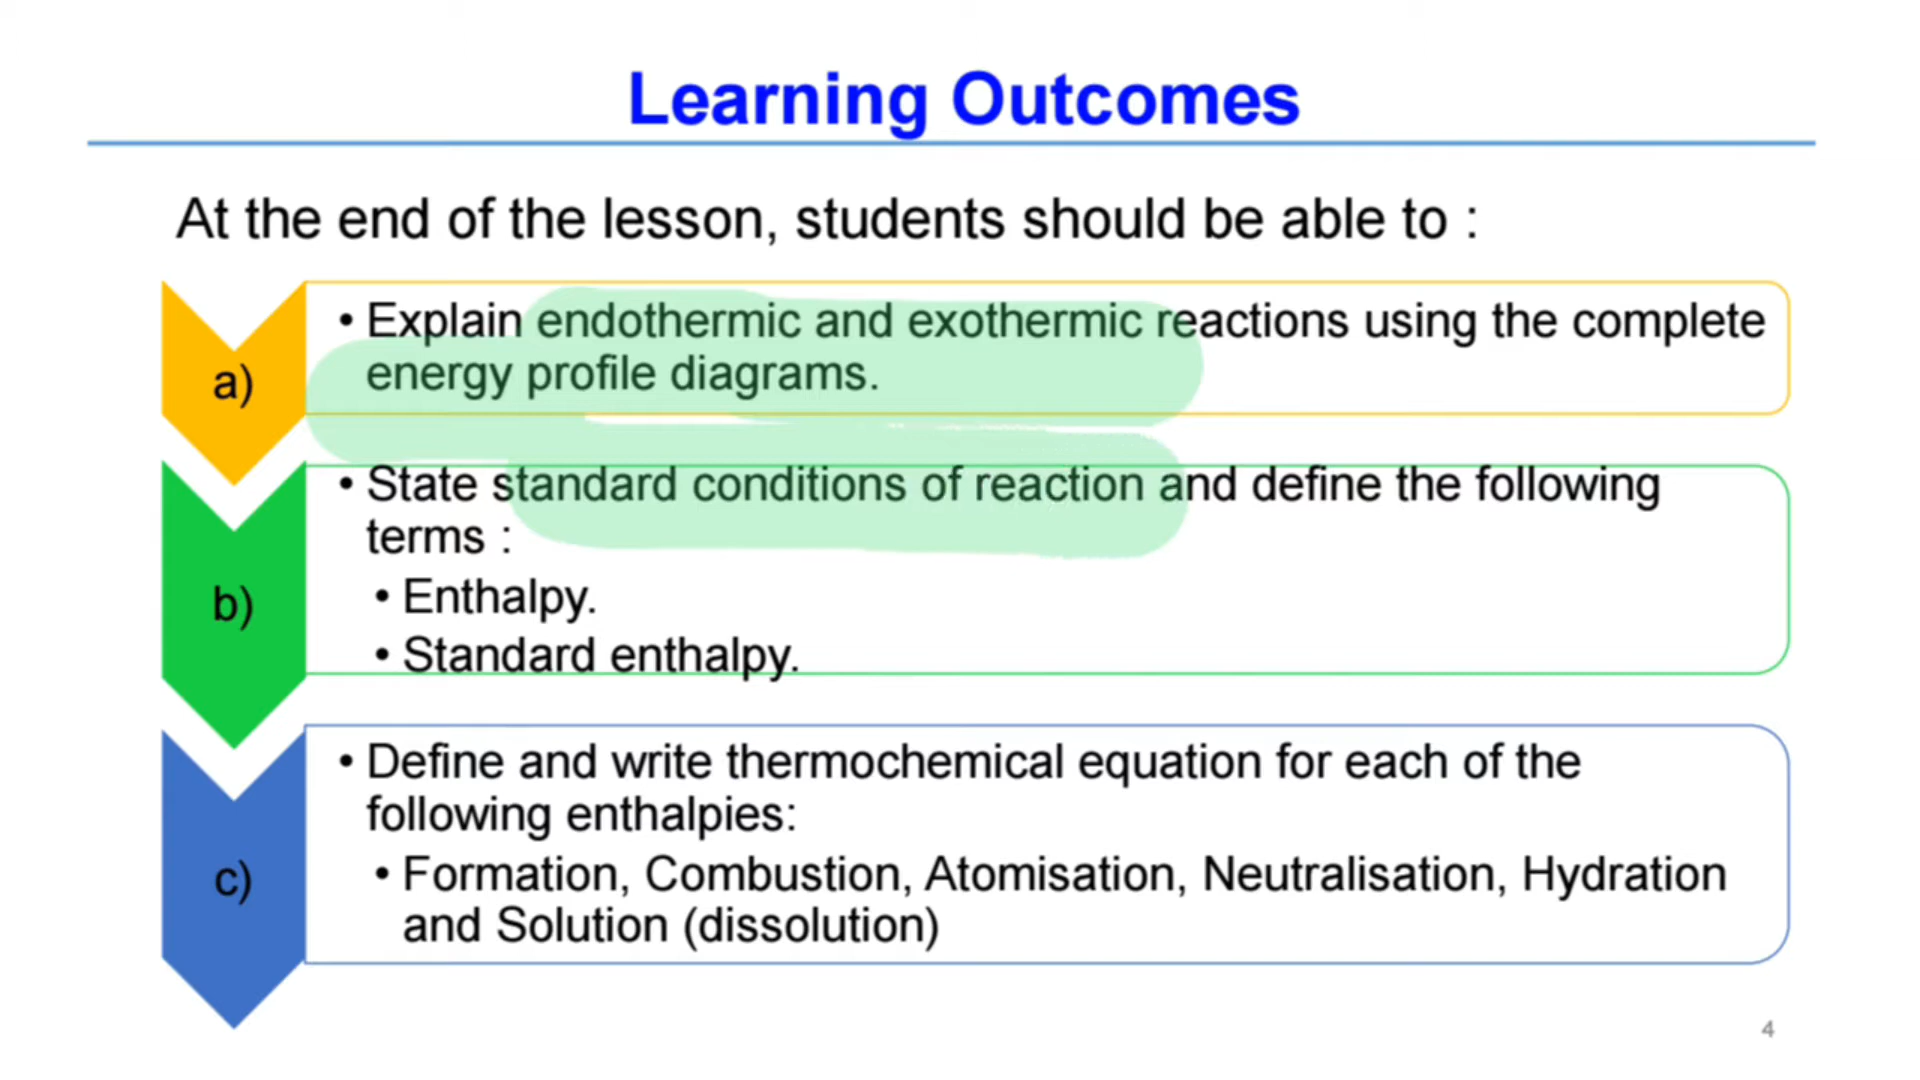 Learning Outcomes
At the end of the lesson, students should be able to :
a)
• Explain endothermic and exothermic reactions using the complete
energy profile diagrams.
b)
• State standard conditions of reaction and define the following
terms :
• Enthalpy.
• Standard enthalpy.
c)
• Define and write thermochemical equation for each of the
following enthalpies:
• Formation, Combustion, Atomisation, Neutralisation, Hydration
and Solution (dissolution)
4